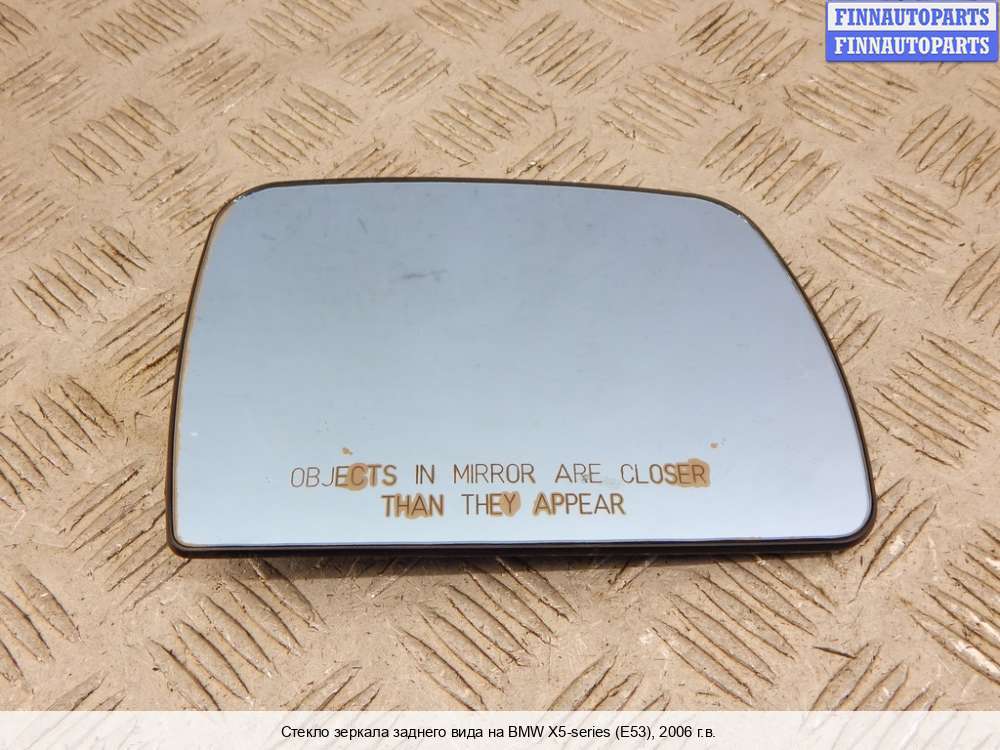 FINNAUTOPARTS
FINNAUTOPARTS
OBJECTS IN MIRROR ARE CLOSER
THAN THEY APPEAR
Стекло зеркала заднего вида на BMW X5-series (E53), 2006 г.в.